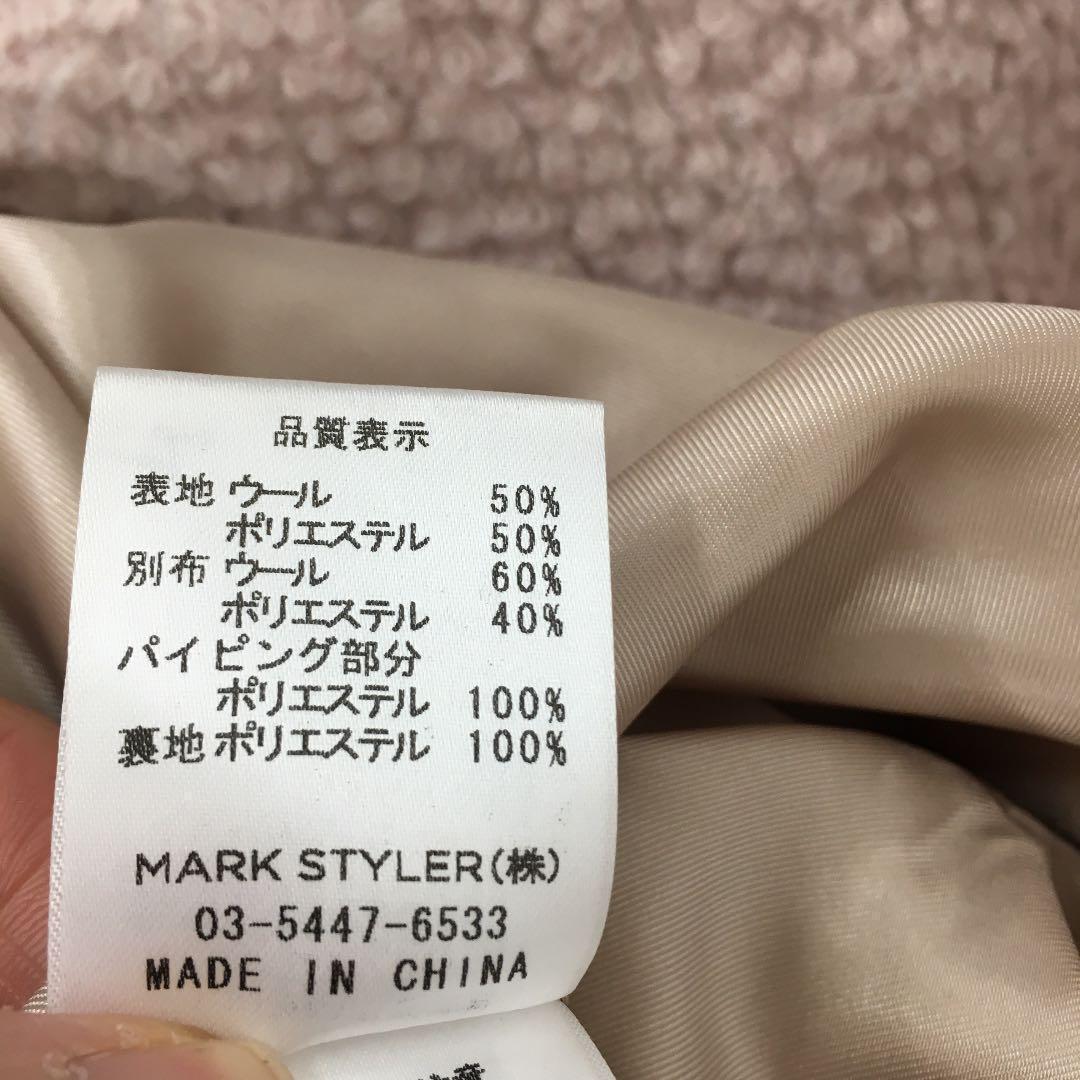 品質表示
表地 ウール 50%
ポリエステル 50%
別布 ウール 60%
ポリエステル 40%
パイピング部分
ポリエステル 100%
裏地 ポリエステル 100%
MARK STYLER(株)
03-5447-6533
MADE IN CHINA